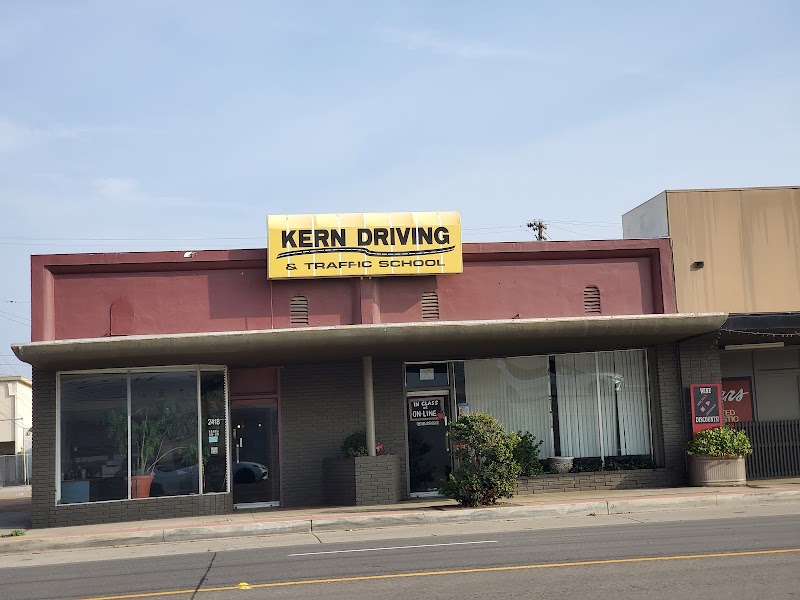 KERN DRIVING
& TRAFFIC SCHOOL
2418
IN CLASS
ON-LINE
DISCOUNTS!